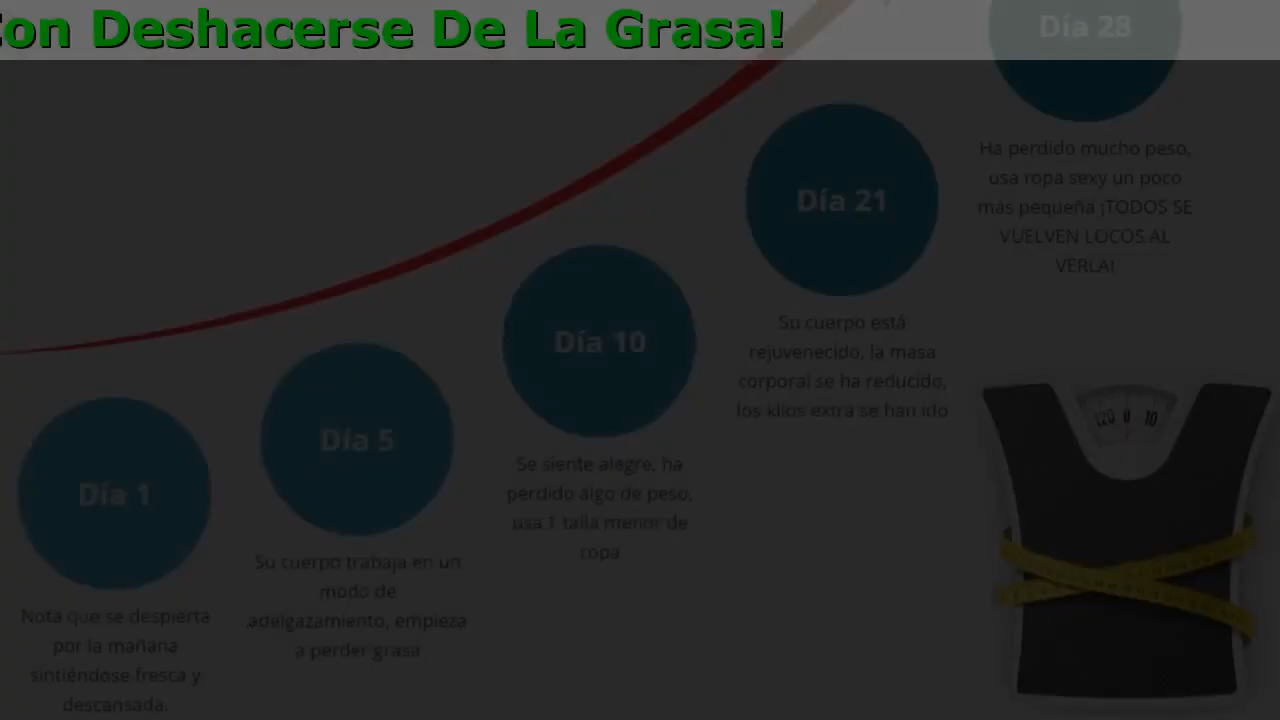 Con Deshacerse De La Grasa!
Día 28
Ha perdido mucho peso,
usa ropa sexy un poco
más pequeña ¡TODOS SE
VUELVEN LOCOS AL
VERLA!
Día 21
Su cuerpo está
rejuvenecido, la masa
corporal se ha reducido,
los kilos extra se han ido
Día 10
Se siente alegre, ha
perdido algo de peso,
usa 1 talla menor de
ropa
Día 5
Su cuerpo trabaja en un
modo de
adelgazamiento, empieza
a perder grasa
Día 1
Nota que se despierta
por la mañana
sintiéndose fresca y
descansada.
120 0 10